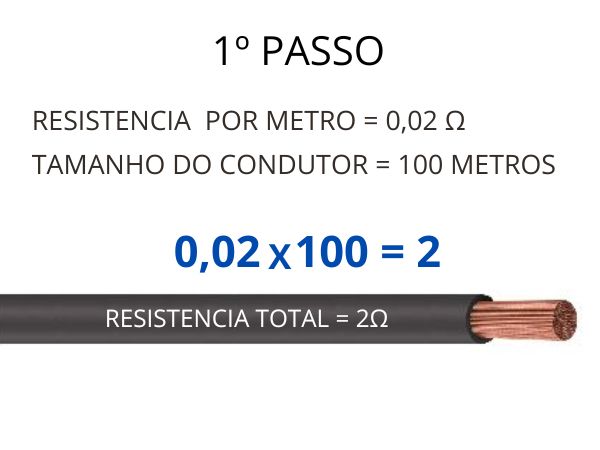 1º PASSO
RESISTENCIA POR METRO = 0,02 Ω
TAMANHO DO CONDUTOR = 100 METROS
0,02 x 100 = 2
RESISTENCIA TOTAL = 2Ω